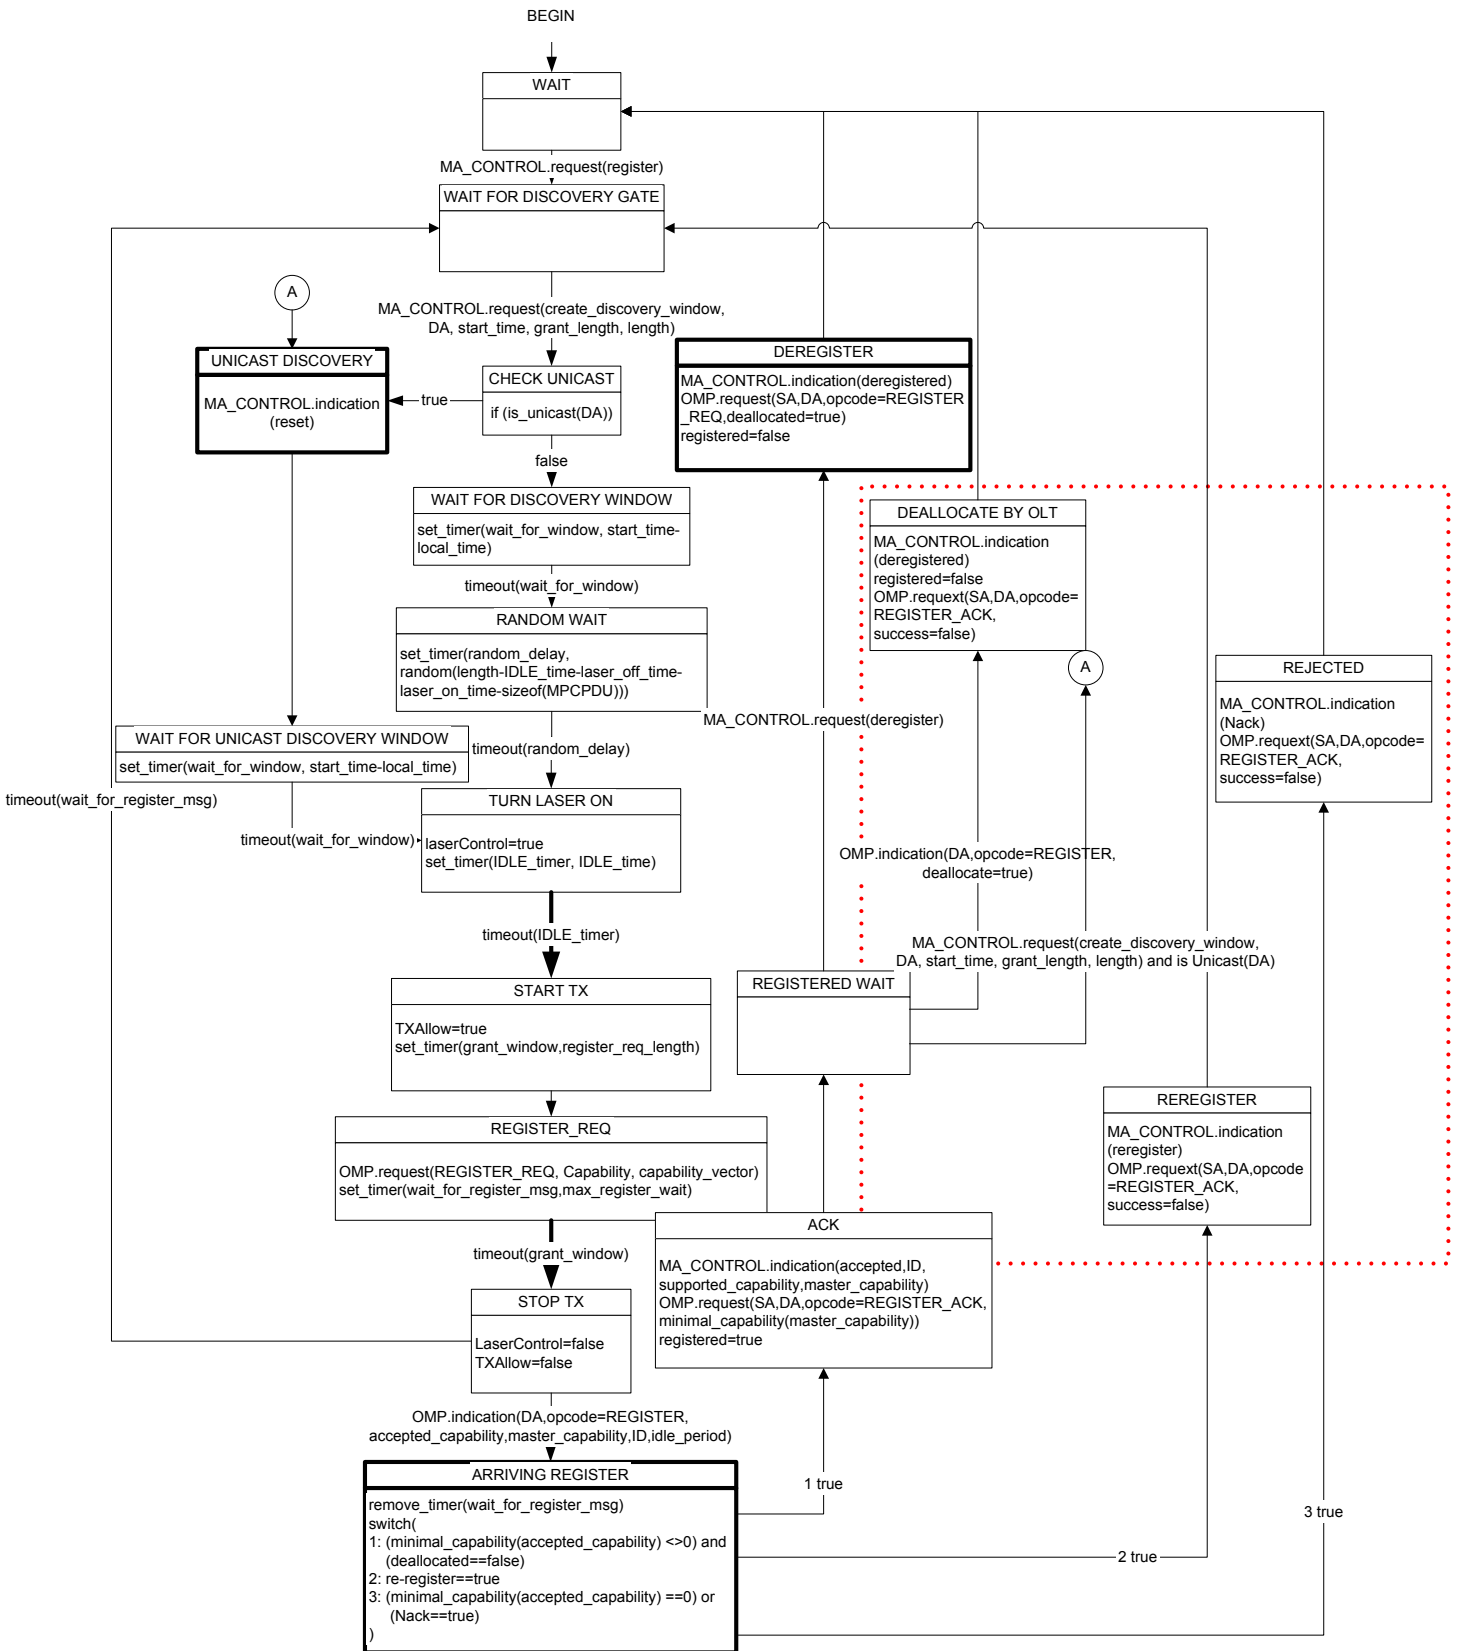 BEGIN
WAIT
MA_CONTROL.request(register)
WAIT FOR DISCOVERY GATE
A
MA_CONTROL.request(create_discovery_window,
DA, start_time, grant_length, length)
UNICAST DISCOVERY
MA_CONTROL.indication
(reset)
true
CHECK UNICAST
if (is_unicast(DA))
false
DEREGISTER
MA_CONTROL.indication(deregistered)
OMP.request(SA,DA,opcode=REGISTER
_REQ,deallocated=true)
registered=false
WAIT FOR DISCOVERY WINDOW
set_timer(wait_for_window, start_time-
local_time)
timeout(wait_for_window)
DEALLOCATE BY OLT
MA_CONTROL.indication
(deregistered)
registered=false
OMP.requext(SA,DA,opcode=
REGISTER_ACK,
success=false)
A
RANDOM WAIT
set_timer(random_delay,
random(length-IDLE_time-laser_off_time-
laser_on_time-sizeof(MPCPDU)))
REJECTED
MA_CONTROL.indication
(Nack)
OMP.requext(SA,DA,opcode=
REGISTER_ACK,
success=false)
MA_CONTROL.request(deregister)
WAIT FOR UNICAST DISCOVERY WINDOW
set_timer(wait_for_window, start_time-local_time)
timeout(random_delay)
timeout(wait_for_register_msg)
TURN LASER ON
laserControl=true
set_timer(IDLE_timer, IDLE_time)
timeout(wait_for_window)
OMP.indication(DA,opcode=REGISTER,
deallocate=true)
timeout(IDLE_timer)
MA_CONTROL.request(create_discovery_window,
DA, start_time, grant_length, length) and is Unicast(DA)
START TX
TXAllow=true
set_timer(grant_window,register_req_length)
REGISTERED WAIT
REREGISTER
MA_CONTROL.indication
(reregister)
OMP.requext(SA,DA,opcode
=REGISTER_ACK,
success=false)
REGISTER_REQ
OMP.request(REGISTER_REQ, Capability, capability_vector)
set_timer(wait_for_register_msg,max_register_wait)
timeout(grant_window)
ACK
MA_CONTROL.indication(accepted,ID,
supported_capability,master_capability)
OMP.request(SA,DA,opcode=REGISTER_ACK,
minimal_capability(master_capability))
registered=true
STOP TX
LaserControl=false
TXAllow=false
OMP.indication(DA,opcode=REGISTER,
accepted_capability,master_capability,ID,idle_period)
ARRIVING REGISTER
remove_timer(wait_for_register_msg)
switch(
1: (minimal_capability(accepted_capability) <>0) and
(deallocated==false)
2: re-register==true
3: (minimal_capability(accepted_capability) ==0) or
(Nack==true)
)
1 true
2 true
3 true